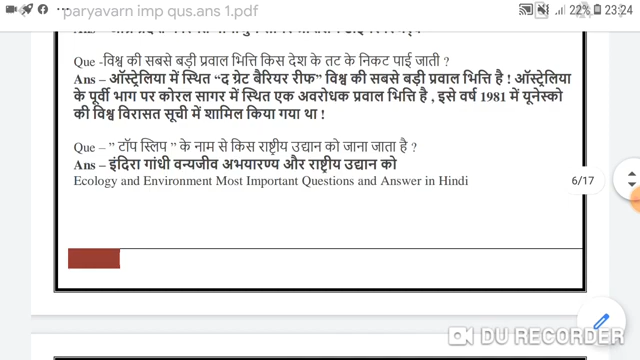 paryavarn imp qus.ans 1.pdf
22% 23:24
Que -विश्व की सबसे बड़ी प्रवाल भित्ति किस देश के तट के निकट पाई जाती ?
Ans – ऑस्ट्रेलिया में स्थित “द ग्रेट बैरियर रीफ” विश्व की सबसे बड़ी प्रवाल भित्ति है ! ऑस्ट्रेलिया
के पूर्वी भाग पर कोरल सागर में स्थित एक अवरोधक प्रवाल भित्ति है , इसे वर्ष 1981 में यूनेस्को
की विश्व विरासत सूची में शामिल किया गया था !
Que – ” टॉप स्लिप ” के नाम से किस राष्ट्रीय उद्यान को जाना जाता है ?
Ans – इंदिरा गांधी वन्यजीव अभयारण्य और राष्ट्रीय उद्यान को
Ecology and Environment Most Important Questions and Answer in Hindi
6/17
DU RECORDER